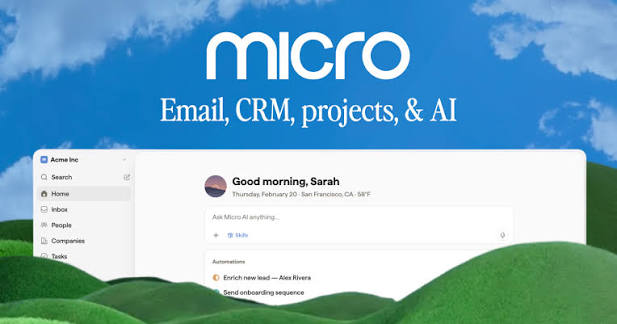 micro
Email, CRM, projects, & AI
Acme Inc
Search
Home
Inbox
People
Companies
Tasks
Good morning, Sarah
Thursday, February 20 · San Francisco, CA · 58°F
Ask Micro AI anything...
Skills
Automations
Enrich new lead — Alex Rivera
Send onboarding sequence